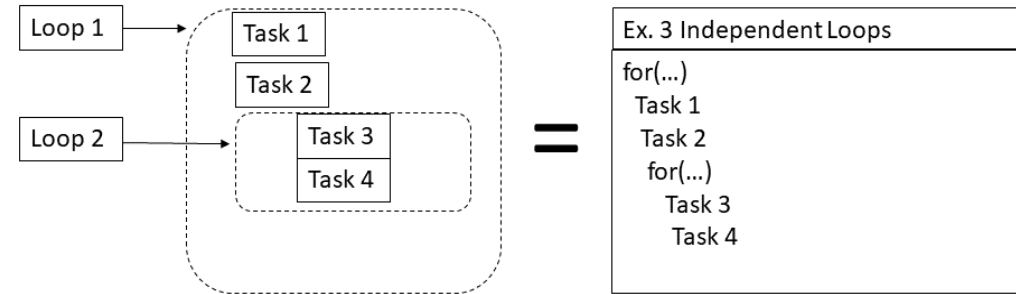 Loop 1
Task 1
Task 2
Loop 2
Task 3
Task 4
=
Ex. 3 Independent Loops
for(...)
Task 1
Task 2
for(...)
Task 3
Task 4